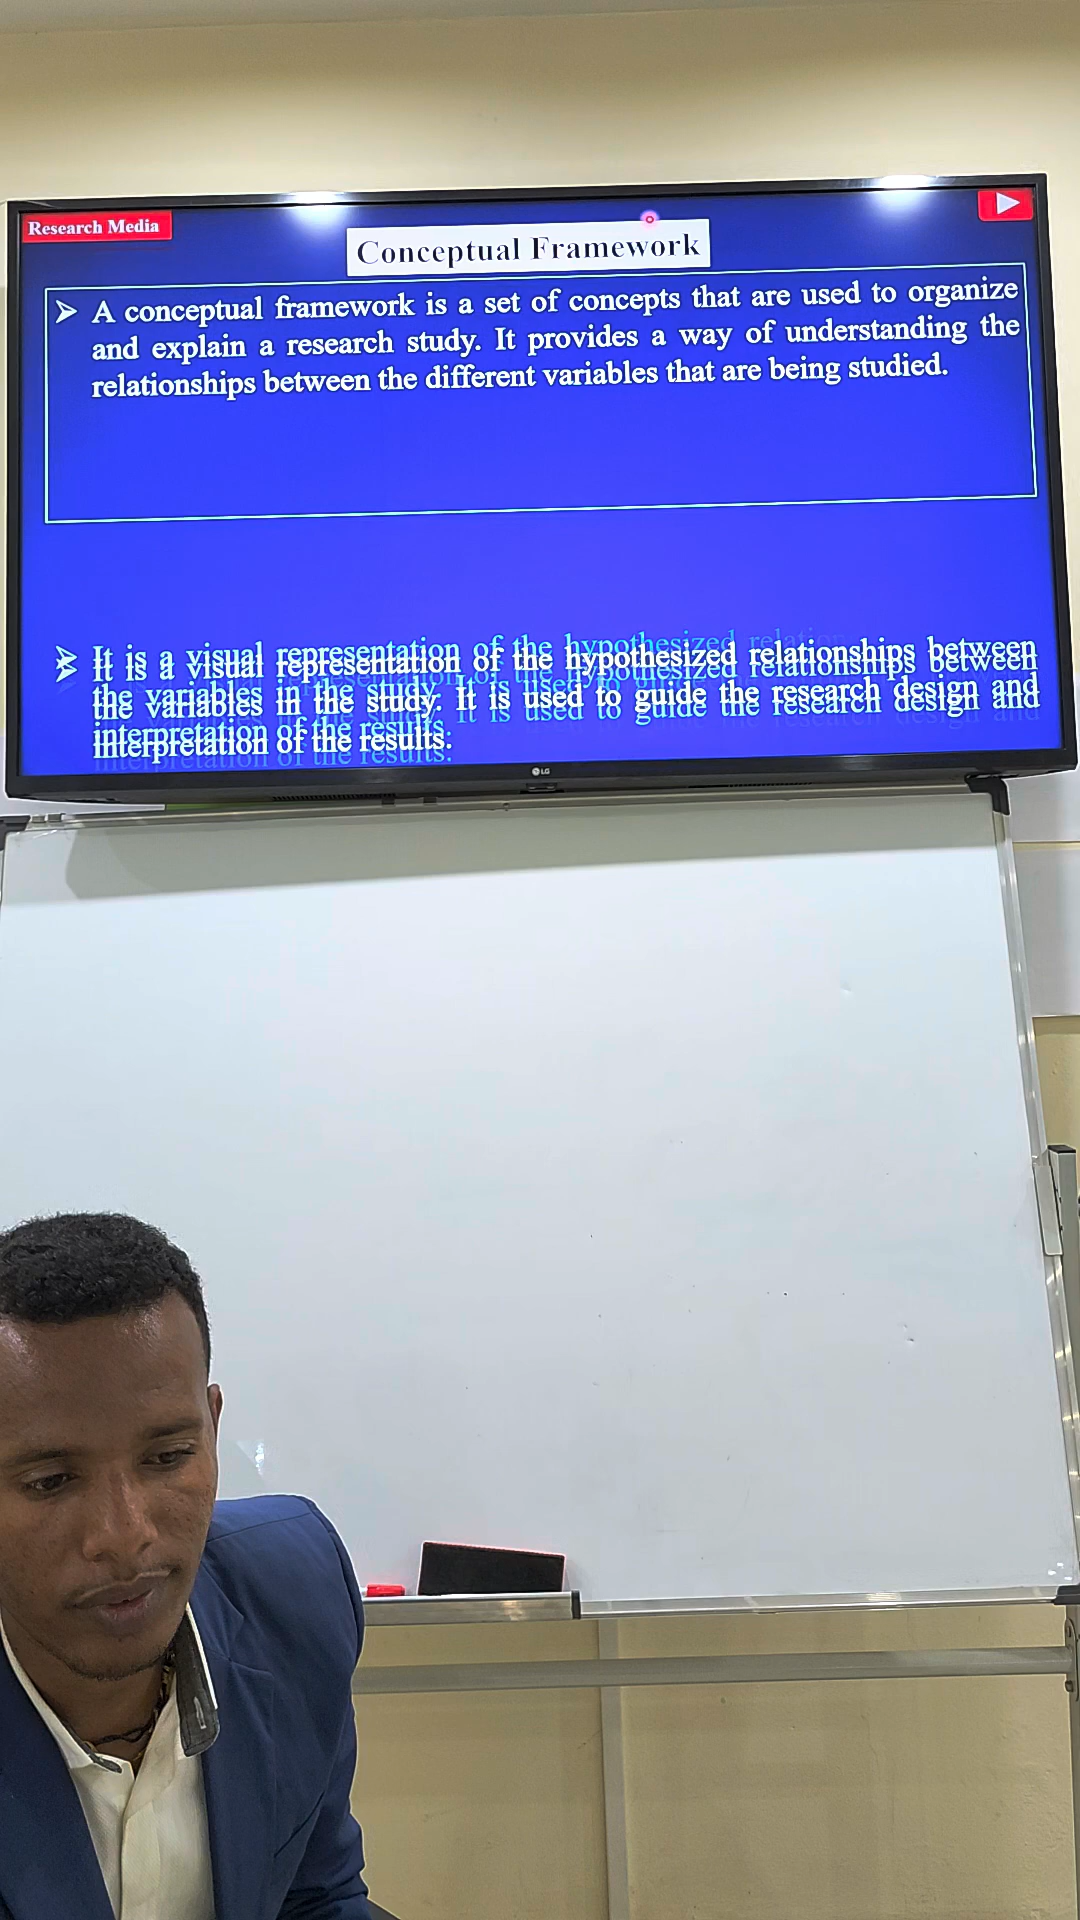 Research Media
Conceptual Framework
➢ A conceptual framework is a set of concepts that are used to organize
and explain a research study. It provides a way of understanding the
relationships between the different variables that are being studied.
➢ It is a visual representation of the hypothesized relationships between
the variables in the study. It is used to guide the research design and
interpretation of the results.
LG